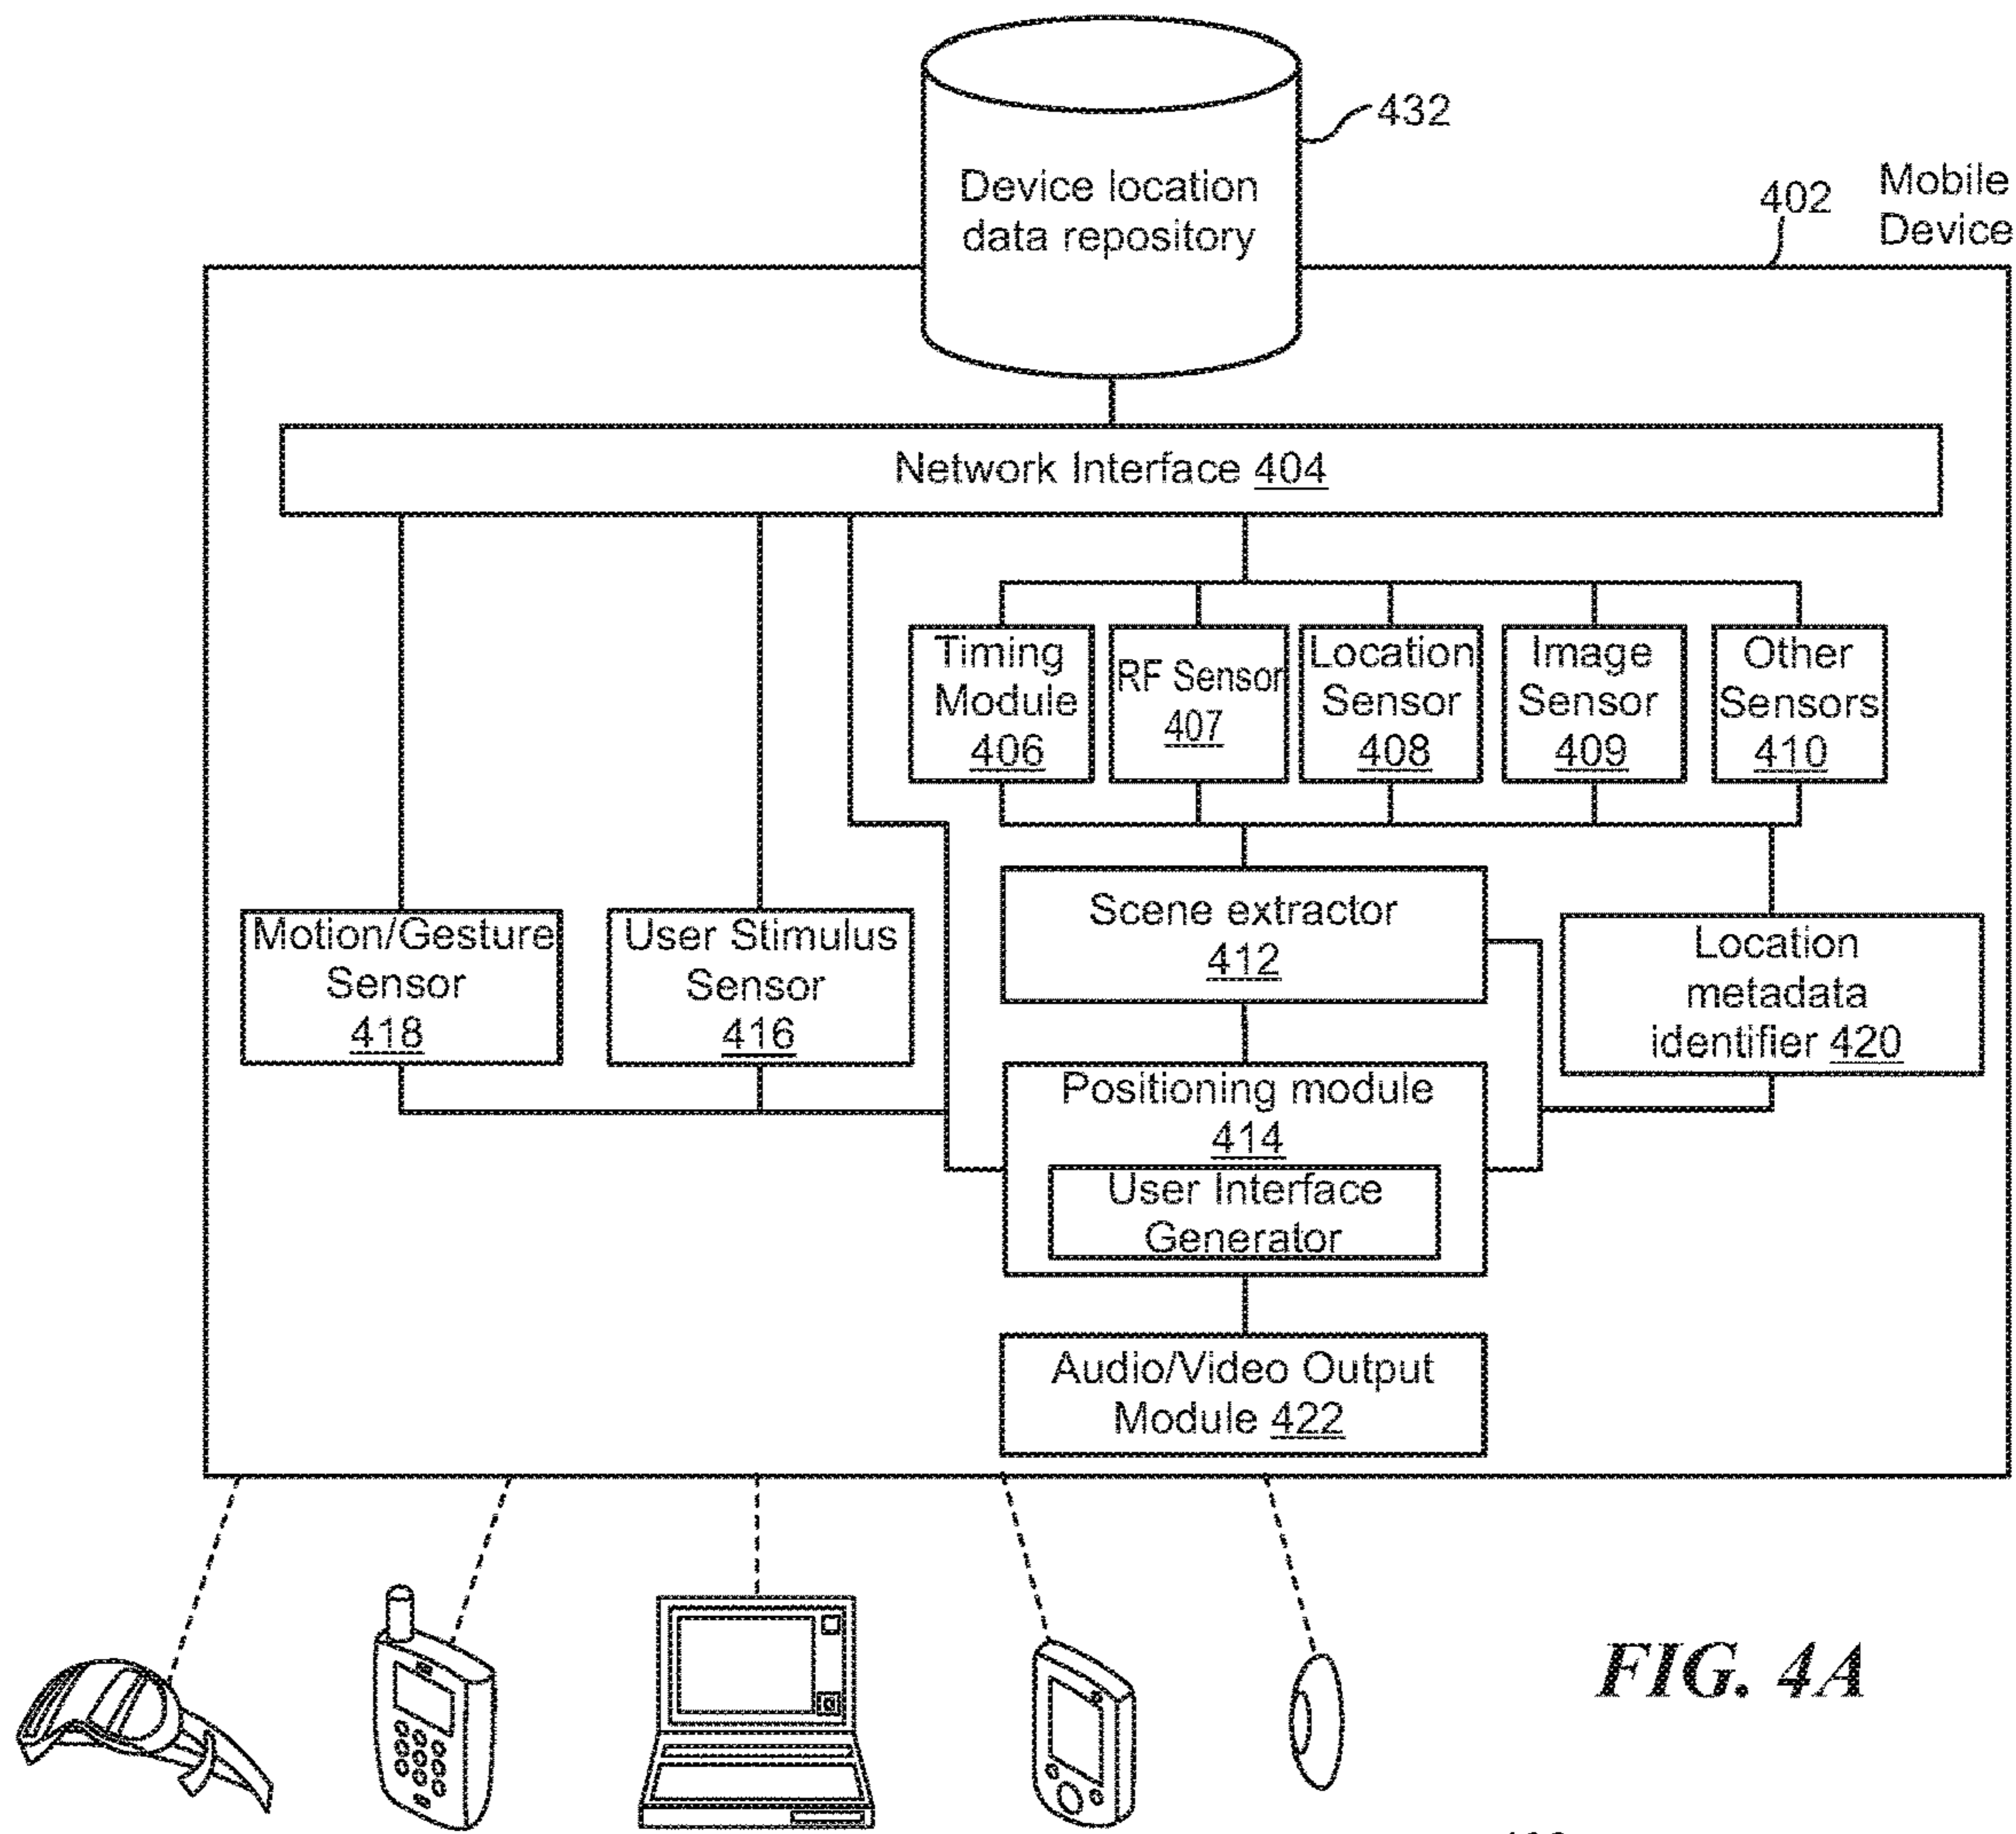 Device location
data repository
432
402
Mobile
Device
Network Interface 404
Timing
Module
406
RF Sensor
407
Location
Sensor
408
Image
Sensor
409
Other
Sensors
410
Motion/Gesture
Sensor
418
User Stimulus
Sensor
416
Scene extractor
412
Location
metadata
identifier 420
Positioning module
414
User Interface
Generator
Audio/Video Output
Module 422
FIG. 4A